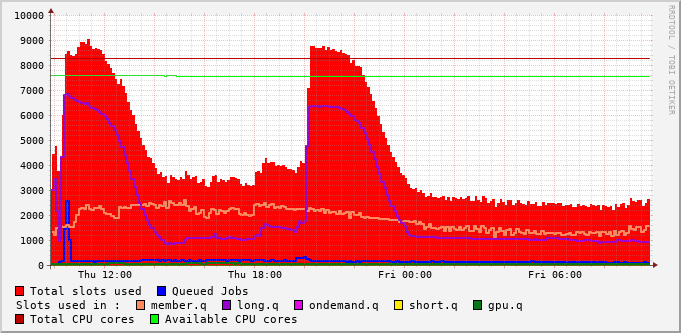 10000
9000
8000
7000
6000
5000
4000
3000
2000
1000
0
Thu 12:00 Thu 18:00 Fri 00:00 Fri 06:00
Total slots used Queued Jobs
Slots used in : member.q long.q ondemand.q short.q gpu.q
Total CPU cores Available CPU cores
RRDTOOL / TOBI OETIKER